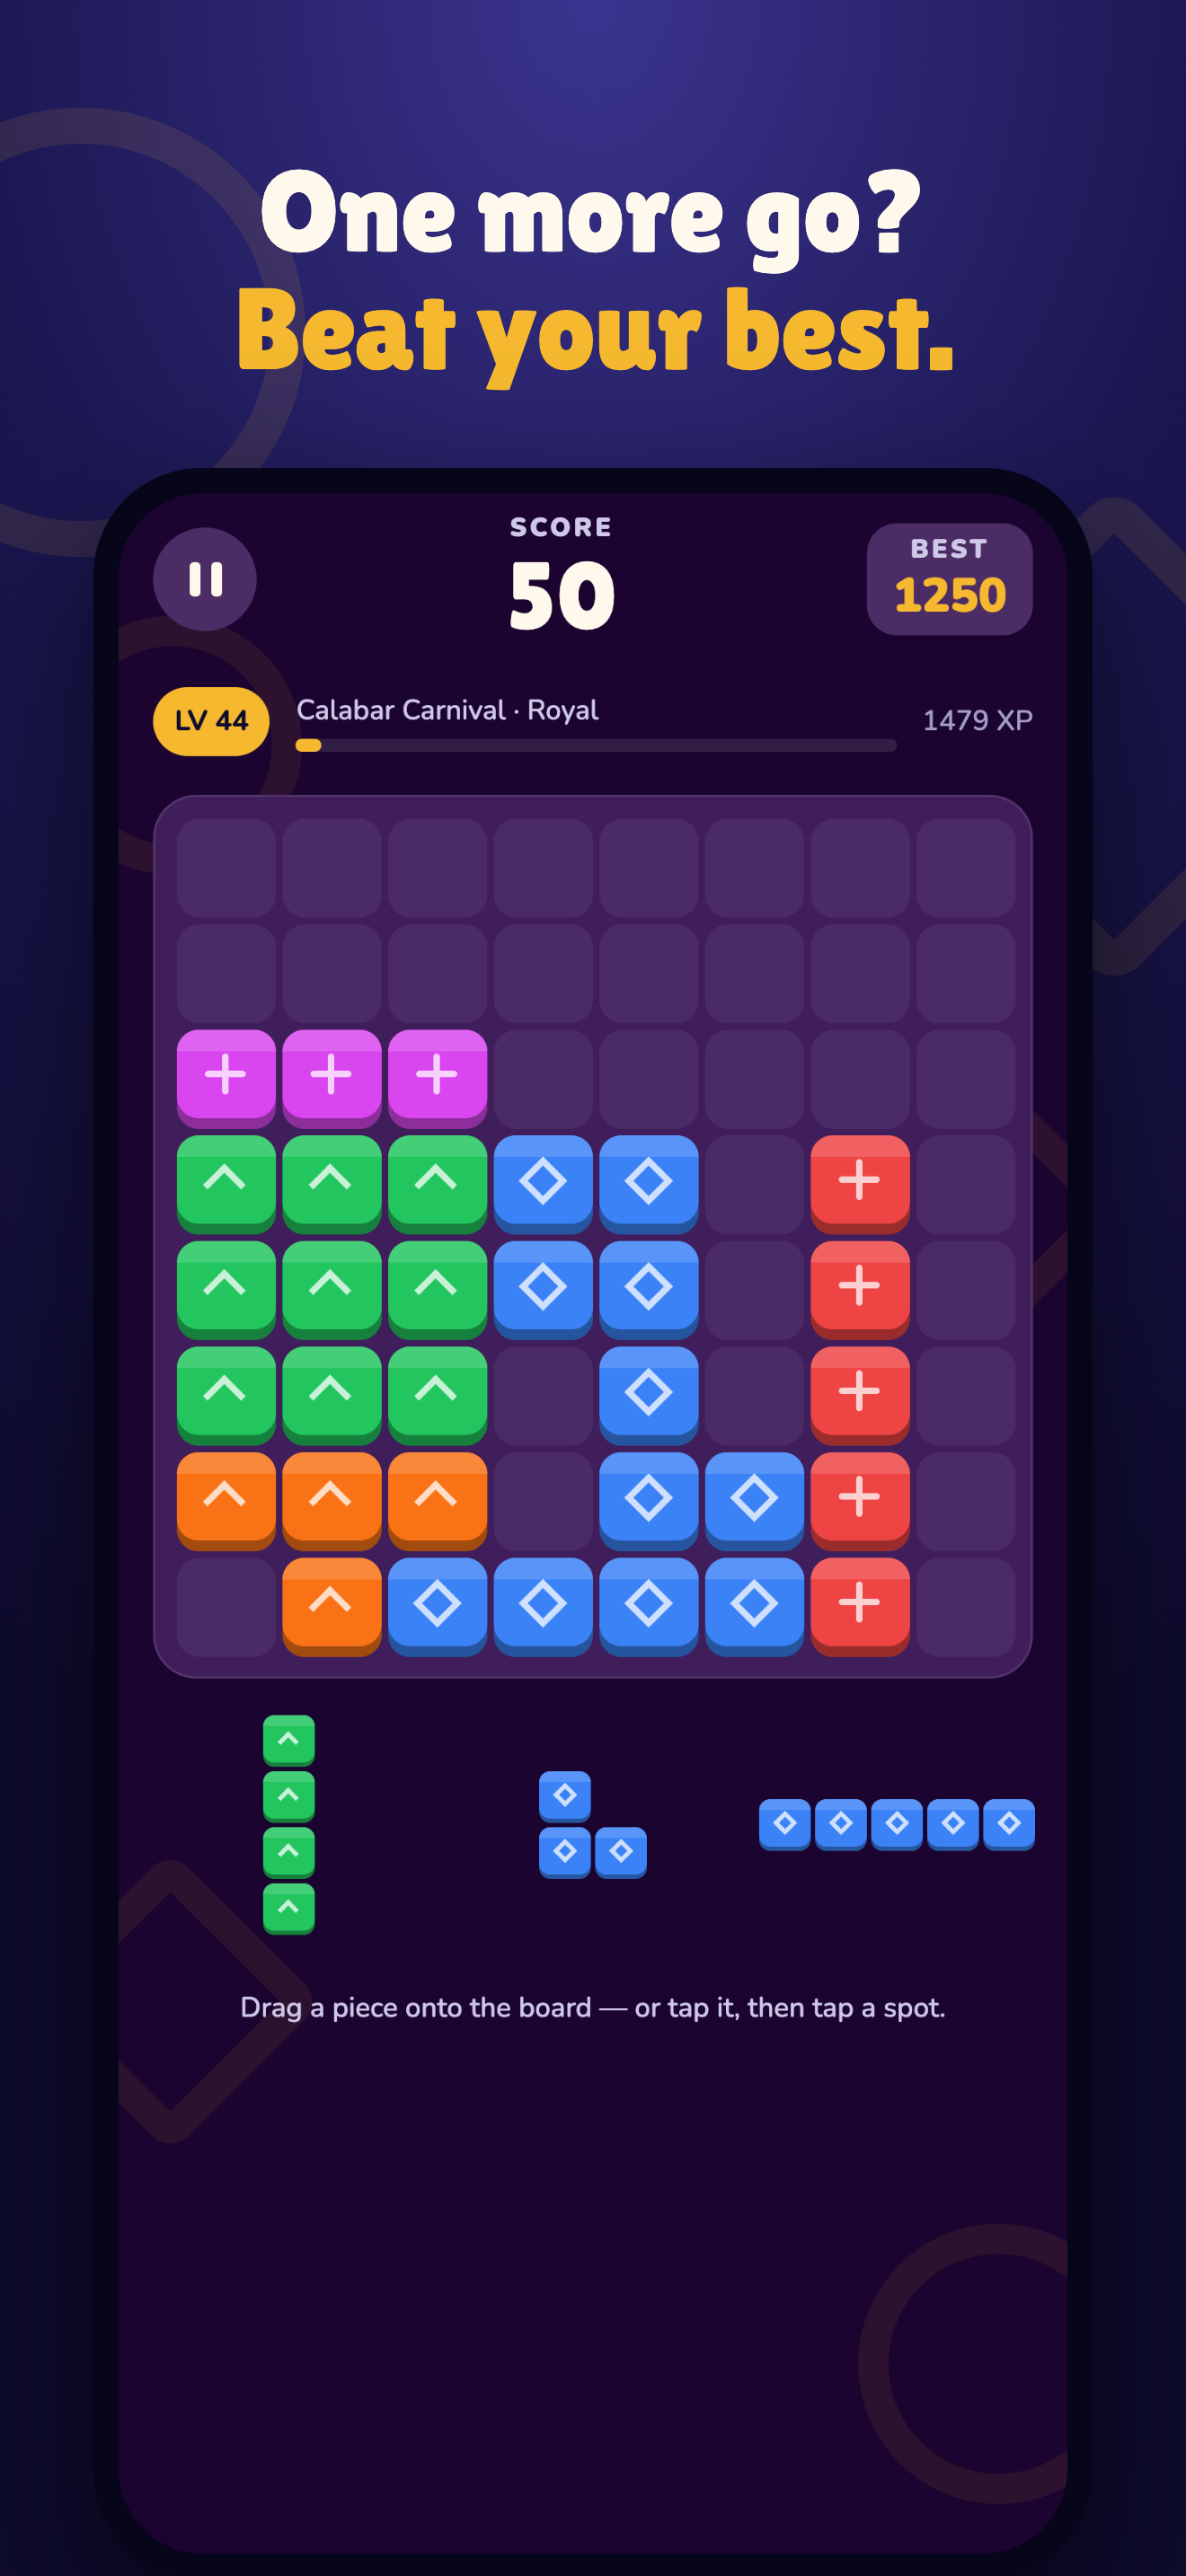 One more go?
Beat your best.
SCORE
50
BEST
1250
LV 44
Calabar Carnival · Royal
1479 XP
Drag a piece onto the board — or tap it, then tap a spot.